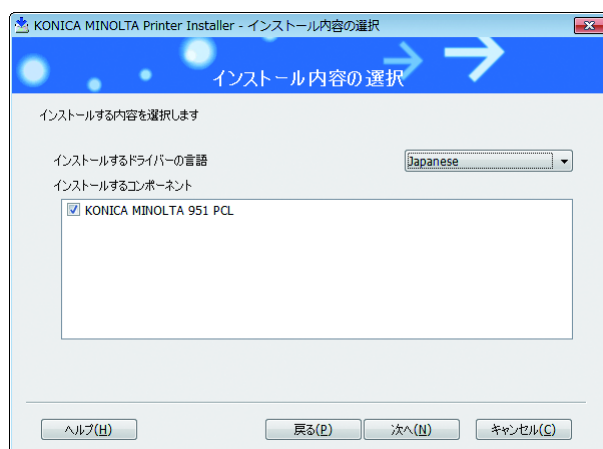 KONICA MINOLTA Printer Installer - インストール内容の選択
インストール内容の選択
インストールする内容を選択します
インストールするドライバーの言語 Japanese
インストールするコンポーネント
KONICA MINOLTA 951 PCL
ヘルプ(H) 戻る(P) 次へ(N) キャンセル(C)